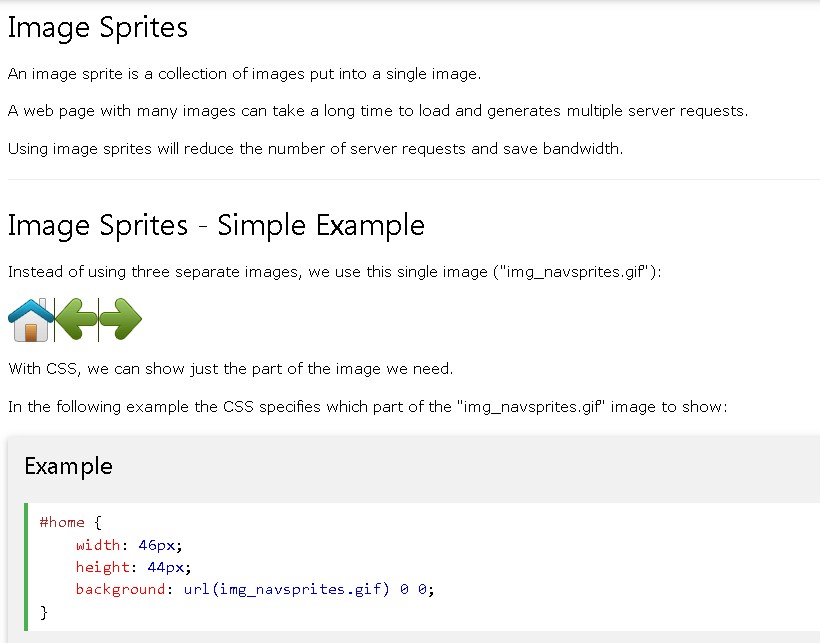 Image Sprites
An image sprite is a collection of images put into a single image.
A web page with many images can take a long time to load and generates multiple server requests.
Using image sprites will reduce the number of server requests and save bandwidth.
Image Sprites - Simple Example
Instead of using three separate images, we use this single image ("img_navsprites.gif"):
With CSS, we can show just the part of the image we need.
In the following example the CSS specifies which part of the "img_navsprites.gif" image to show:
Example
#home {
    width: 46px;
    height: 44px;
    background: url(img_navsprites.gif) 0 0;
}